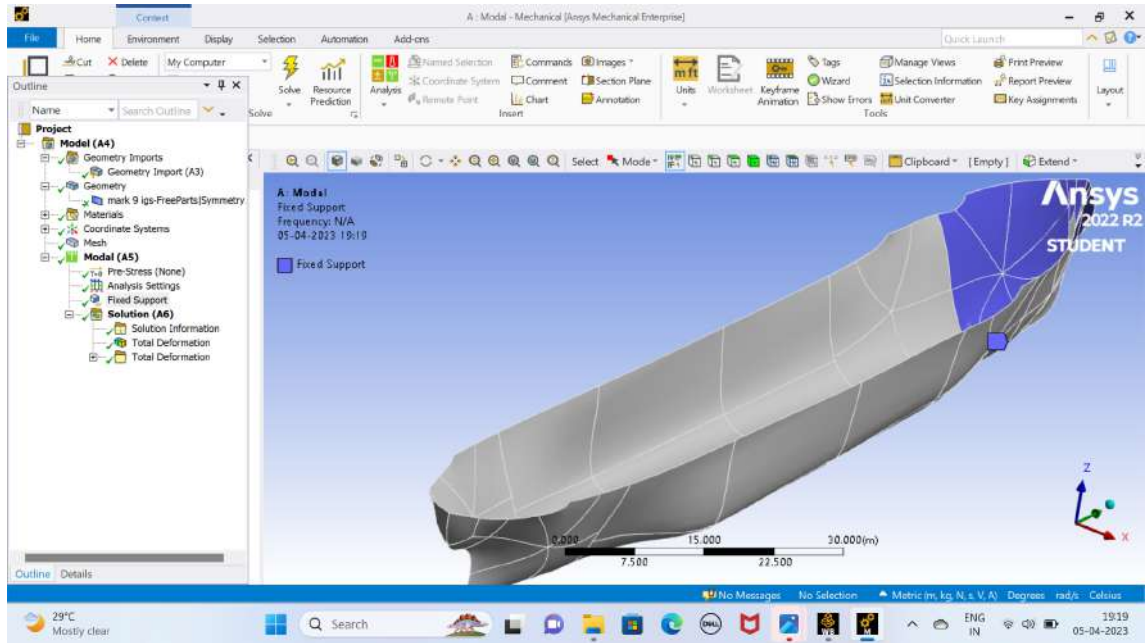 Context
A : Modal - Mechanical [Ansys Mechanical Enterprise]
File Home Environment Display Selection Automation Add-ons Quick Launch
Cut Delete My Computer
Solve
Resource Prediction
Analysis
Named Selection
Coordinate System
Remote Point
Commands
Comment
Chart
Images
Section Plane
Annotation
Units
Worksheet
Keyframe Animation
Tags
Wizard
Show Errors
Manage Views
Selection Information
Unit Converter
Print Preview
Report Preview
Key Assignments
Layout
Solve Insert Tools
Outline
Name Search Outline
Project
Model (A4)
Geometry Imports
Geometry Import (A3)
Geometry
mark 9 igs-FreeParts|Symmetry
Materials
Coordinate Systems
Mesh
Modal (A5)
Pre-Stress (None)
Analysis Settings
Fixed Support
Solution (A6)
Solution Information
Total Deformation
Total Deformation
Outline Details
Select Mode Clipboard [Empty] Extend
A: Modal
Fixed Support
Frequency: N/A
05-04-2023 19:19
Fixed Support
Ansys
2022 R2
STUDENT
Z
X
0.000 15.000 30.000(m)
7.500 22.500
No Messages No Selection Metric (m, kg, N, s, V, A) Degrees rad/s Celsius
29°C
Mostly clear
Search
DELL
WB
M
ENG
IN
19:19
05-04-2023